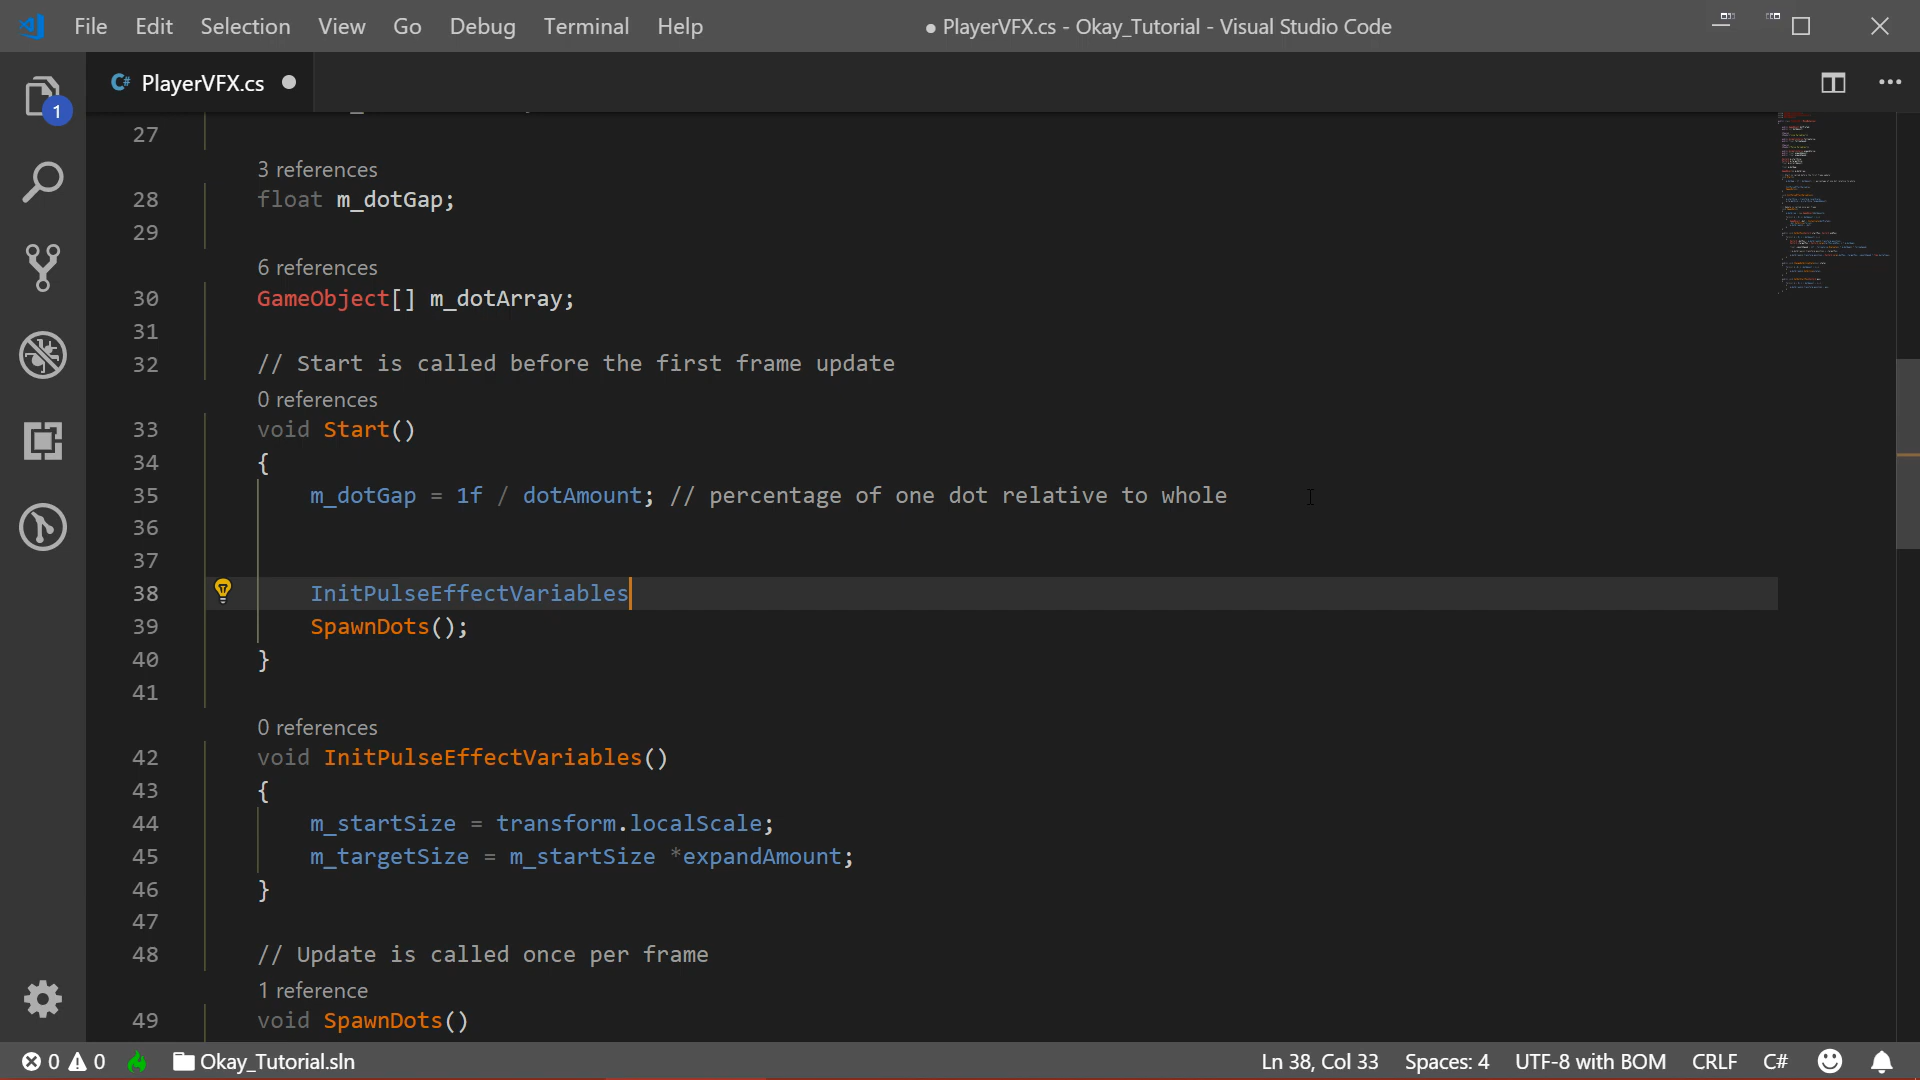 File Edit Selection View Go Debug Terminal Help ● PlayerVFX.cs - Okay_Tutorial - Visual Studio Code
C# PlayerVFX.cs ●
1
27
3 references
28 float m_dotGap;
29
6 references
30 GameObject[] m_dotArray;
31
32 // Start is called before the first frame update
0 references
33 void Start()
34 {
35 m_dotGap = 1f / dotAmount; // percentage of one dot relative to whole
36
37
38 InitPulseEffectVariables
39 SpawnDots();
40 }
41
0 references
42 void InitPulseEffectVariables()
43 {
44 m_startSize = transform.localScale;
45 m_targetSize = m_startSize *expandAmount;
46 }
47
48 // Update is called once per frame
1 reference
49 void SpawnDots()
0 0 Okay_Tutorial.sln Ln 38, Col 33 Spaces: 4 UTF-8 with BOM CRLF C#